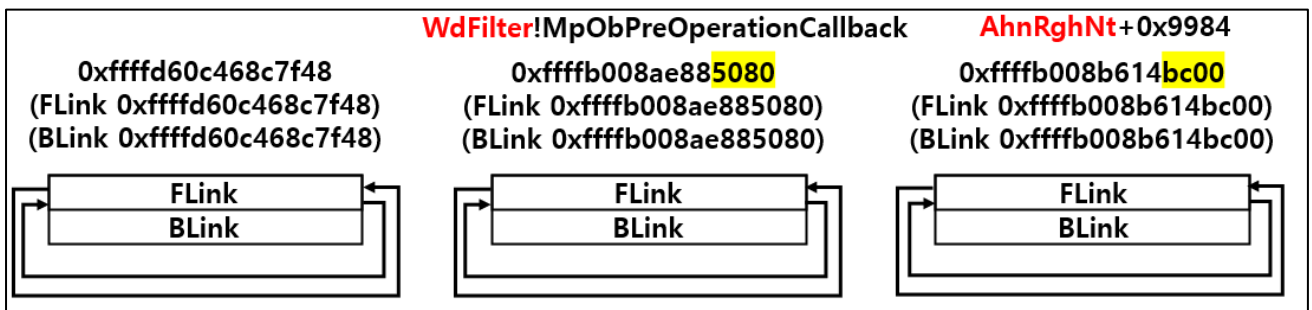 WdFilter!MpObPreOperationCallback
AhnRghNt+0x9984
0xffffd60c468c7f48
(FLink 0xffffd60c468c7f48)
(BLink 0xffffd60c468c7f48)
0xffffb008ae885080
(FLink 0xffffb008ae885080)
(BLink 0xffffb008ae885080)
0xffffb008b614bc00
(FLink 0xffffb008b614bc00)
(BLink 0xffffb008b614bc00)
FLink
BLink
FLink
BLink
FLink
BLink